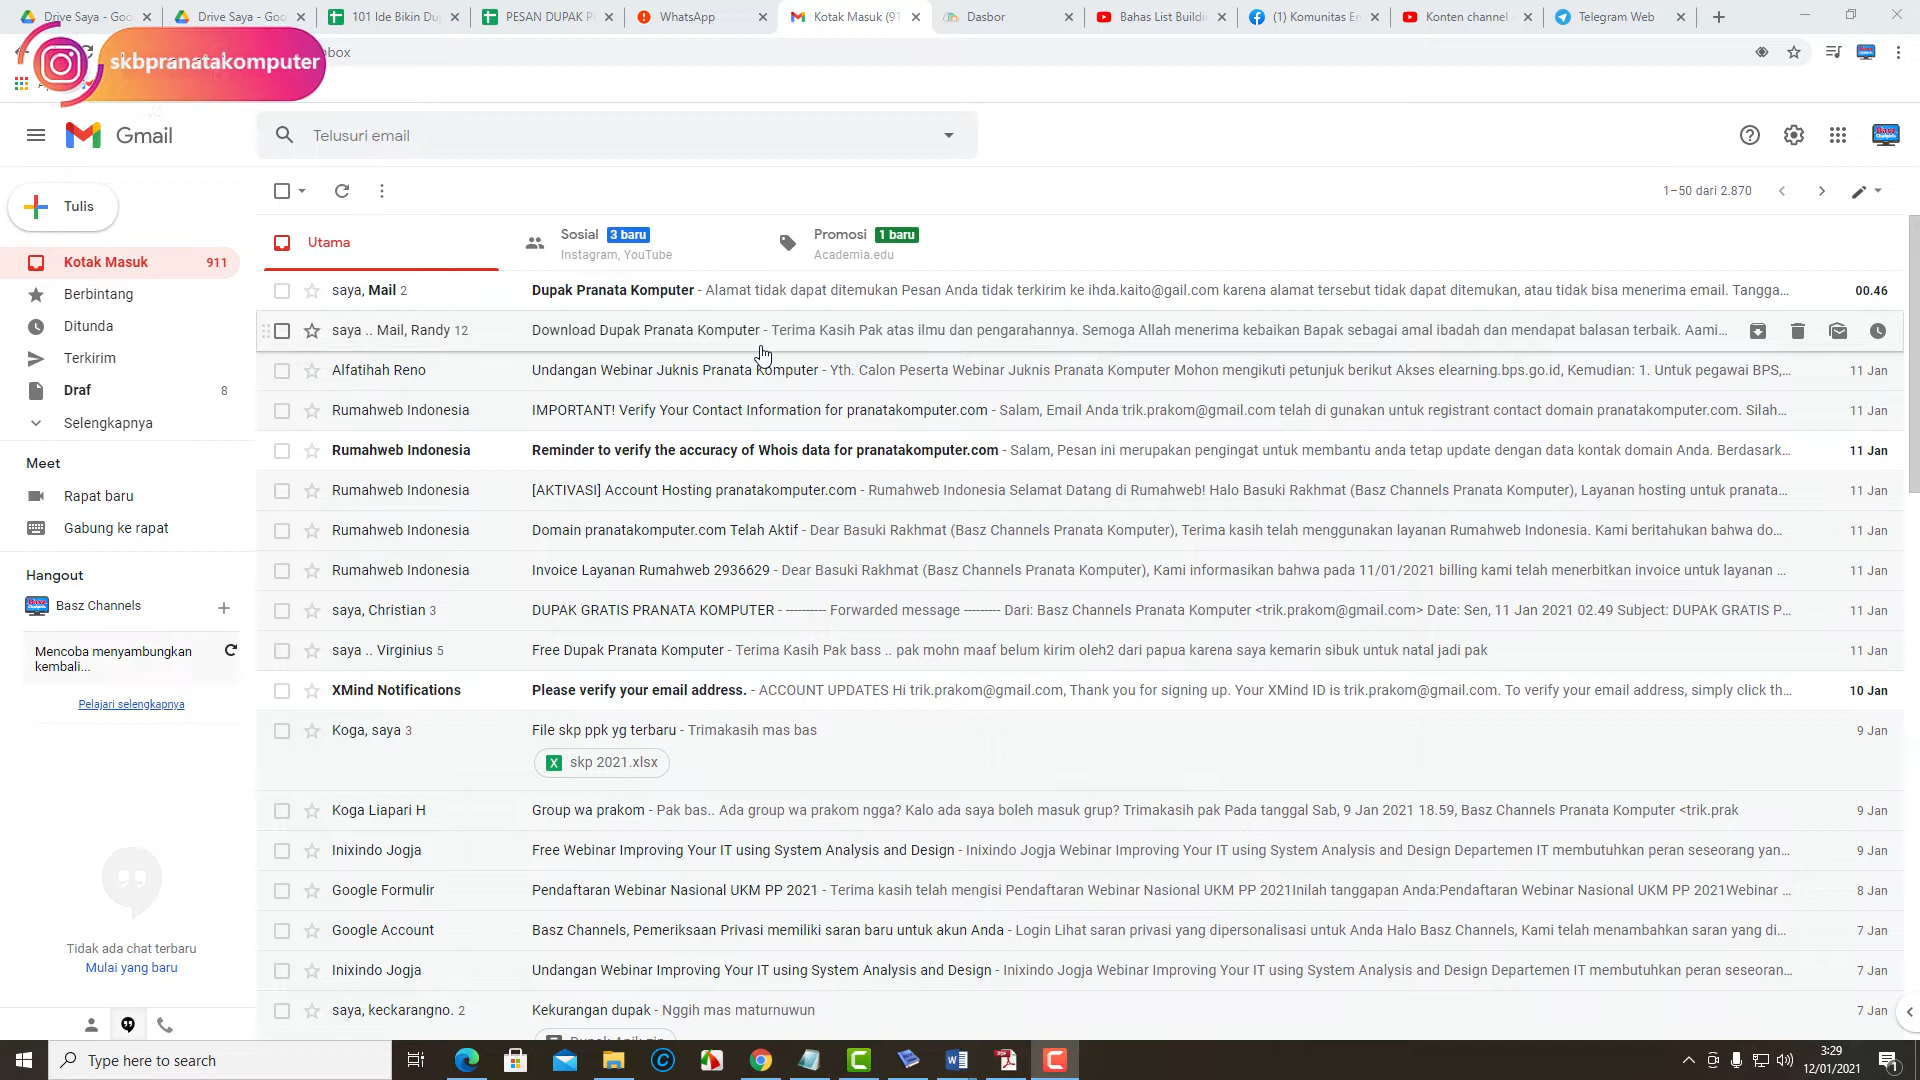 Drive Saya - Goo
Drive Saya - Goo
101 Ide Bikin Du
PESAN DUPAK P
WhatsApp
Kotak Masuk (91
Dasbor
Bahas List Buildin
(1) Komunitas Em
Konten channel
Telegram Web
skbpranatakomputer
box
Gmail
Telusuri email
1–50 dari 2.870
Tulis
Utama
Sosial 3 baru
Instagram, YouTube
Promosi 1 baru
Academia.edu
Kotak Masuk 911
Berbintang
Ditunda
Terkirim
Draf 8
Selengkapnya
Meet
Rapat baru
Gabung ke rapat
Hangout
Basz Channels
Mencoba menyambungkan
kembali...
Pelajari selengkapnya
Tidak ada chat terbaru
Mulai yang baru
saya, Mail 2 Dupak Pranata Komputer - Alamat tidak dapat ditemukan Pesan Anda tidak terkirim ke ihda.kaito@gail.com karena alamat tersebut tidak dapat ditemukan, atau tidak bisa menerima email. Tangga... 00.46
saya .. Mail, Randy 12 Download Dupak Pranata Komputer - Terima Kasih Pak atas ilmu dan pengarahannya. Semoga Allah menerima kebaikan Bapak sebagai amal ibadah dan mendapat balasan terbaik. Aami...
Alfatihah Reno Undangan Webinar Juknis Pranata Komputer - Yth. Calon Peserta Webinar Juknis Pranata Komputer Mohon mengikuti petunjuk berikut Akses elearning.bps.go.id, Kemudian: 1. Untuk pegawai BPS,... 11 Jan
Rumahweb Indonesia IMPORTANT! Verify Your Contact Information for pranatakomputer.com - Salam, Email Anda trik.prakom@gmail.com telah di gunakan untuk registrant contact domain pranatakomputer.com. Silah... 11 Jan
Rumahweb Indonesia Reminder to verify the accuracy of Whois data for pranatakomputer.com - Salam, Pesan ini merupakan pengingat untuk membantu anda tetap update dengan data kontak domain Anda. Berdasark... 11 Jan
Rumahweb Indonesia [AKTIVASI] Account Hosting pranatakomputer.com - Rumahweb Indonesia Selamat Datang di Rumahweb! Halo Basuki Rakhmat (Basz Channels Pranata Komputer), Layanan hosting untuk pranata... 11 Jan
Rumahweb Indonesia Domain pranatakomputer.com Telah Aktif - Dear Basuki Rakhmat (Basz Channels Pranata Komputer), Terima kasih telah menggunakan layanan Rumahweb Indonesia. Kami beritahukan bahwa do... 11 Jan
Rumahweb Indonesia Invoice Layanan Rumahweb 2936629 - Dear Basuki Rakhmat (Basz Channels Pranata Komputer), Kami informasikan bahwa pada 11/01/2021 billing kami telah menerbitkan invoice untuk layanan ... 11 Jan
saya, Christian 3 DUPAK GRATIS PRANATA KOMPUTER - ---------- Forwarded message --------- Dari: Basz Channels Pranata Komputer <trik.prakom@gmail.com> Date: Sen, 11 Jan 2021 02.49 Subject: DUPAK GRATIS P... 11 Jan
saya .. Virginius 5 Free Dupak Pranata Komputer - Terima Kasih Pak bass .. pak mohn maaf belum kirim oleh2 dari papua karena saya kemarin sibuk untuk natal jadi pak 11 Jan
XMind Notifications Please verify your email address. - ACCOUNT UPDATES Hi trik.prakom@gmail.com, Thank you for signing up. Your XMind ID is trik.prakom@gmail.com. To verify your email address, simply click th... 10 Jan
Koga, saya 3 File skp ppk yg terbaru - Trimakasih mas bas 9 Jan
skp 2021.xlsx
Koga Liapari H Group wa prakom - Pak bas.. Ada group wa prakom ngga? Kalo ada saya boleh masuk grup? Trimakasih pak Pada tanggal Sab, 9 Jan 2021 18.59, Basz Channels Pranata Komputer <trik.prak 9 Jan
Inixindo Jogja Free Webinar Improving Your IT using System Analysis and Design - Inixindo Jogja Webinar Improving Your IT using System Analysis and Design Departemen IT membutuhkan peran seseorang yan... 9 Jan
Google Formulir Pendaftaran Webinar Nasional UKM PP 2021 - Terima kasih telah mengisi Pendaftaran Webinar Nasional UKM PP 2021Inilah tanggapan Anda:Pendaftaran Webinar Nasional UKM PP 2021Webinar ... 8 Jan
Google Account Basz Channels, Pemeriksaan Privasi memiliki saran baru untuk akun Anda - Login Lihat saran privasi yang dipersonalisasi untuk Anda Halo Basz Channels, Kami telah menambahkan saran yang di... 7 Jan
Inixindo Jogja Undangan Webinar Improving Your IT using System Analysis and Design - Inixindo Jogja Webinar Improving Your IT using System Analysis and Design Departemen IT membutuhkan peran seseoran... 7 Jan
saya, keckarangno. 2 Kekurangan dupak - Nggih mas maturnuwun 7 Jan
Type here to search
3:29
12/01/2021